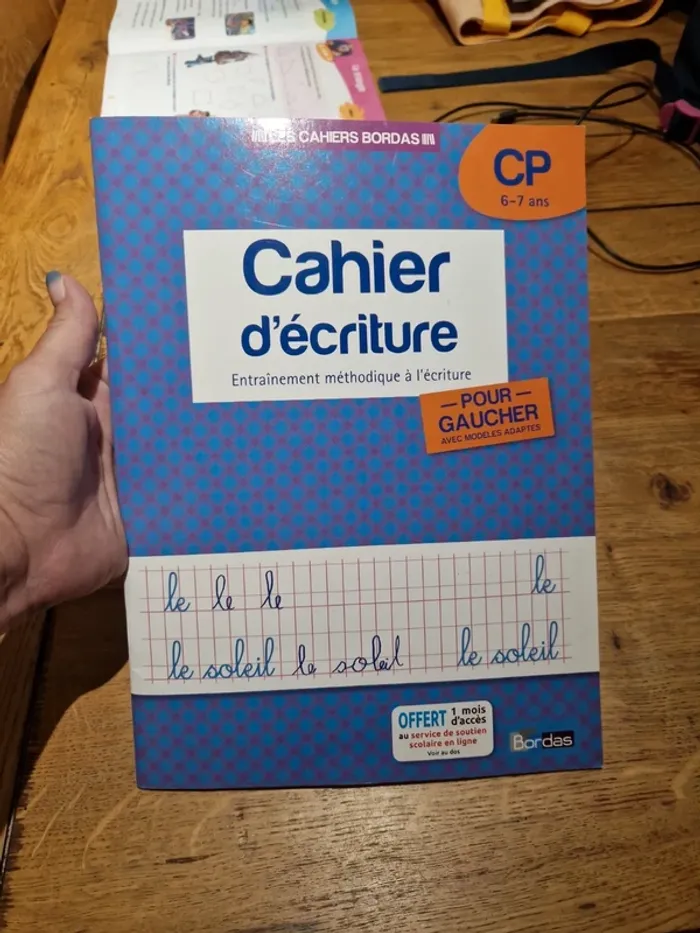 LES CAHIERS BORDAS
CP
6-7 ans
Cahier
d'écriture
Entraînement méthodique à l'écriture
– POUR –
GAUCHER
AVEC MODÈLES ADAPTÉS
le le le le
le soleil le soleil le soleil
OFFERT 1 mois
d'accès
au service de soutien
scolaire en ligne
Voir au dos
Bordas